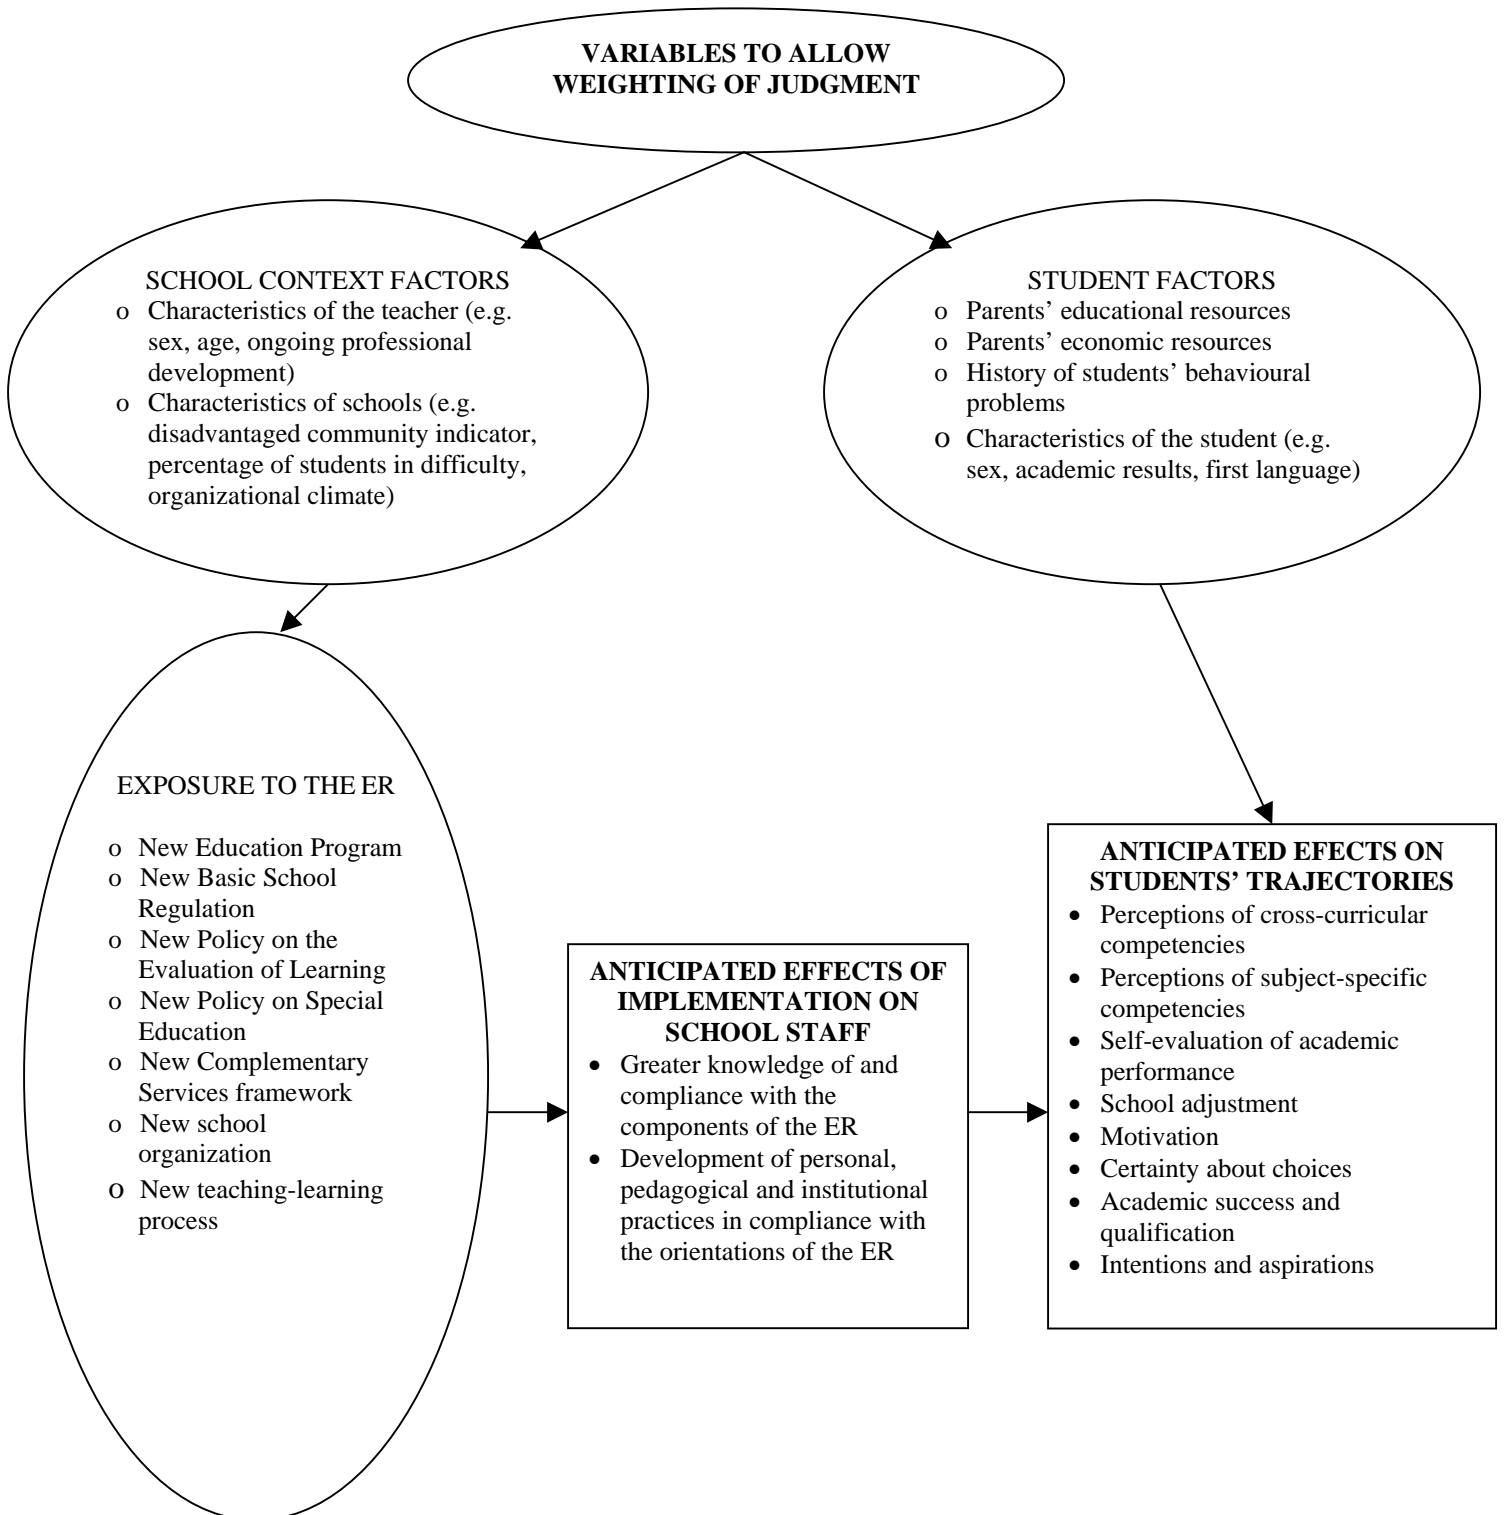 VARIABLES TO ALLOW
WEIGHTING OF JUDGMENT
SCHOOL CONTEXT FACTORS
o Characteristics of the teacher (e.g.
sex, age, ongoing professional
development)
o Characteristics of schools (e.g.
disadvantaged community indicator,
percentage of students in difficulty,
organizational climate)
STUDENT FACTORS
o Parents’ educational resources
o Parents’ economic resources
o History of students’ behavioural
problems
o Characteristics of the student (e.g.
sex, academic results, first language)
EXPOSURE TO THE ER
o New Education Program
o New Basic School
Regulation
o New Policy on the
Evaluation of Learning
o New Policy on Special
Education
o New Complementary
Services framework
o New school
organization
o New teaching-learning
process
ANTICIPATED EFFECTS OF
IMPLEMENTATION ON
SCHOOL STAFF
• Greater knowledge of and
compliance with the
components of the ER
• Development of personal,
pedagogical and institutional
practices in compliance with
the orientations of the ER
ANTICIPATED EFECTS ON
STUDENTS’ TRAJECTORIES
• Perceptions of cross-curricular
competencies
• Perceptions of subject-specific
competencies
• Self-evaluation of academic
performance
• School adjustment
• Motivation
• Certainty about choices
• Academic success and
qualification
• Intentions and aspirations